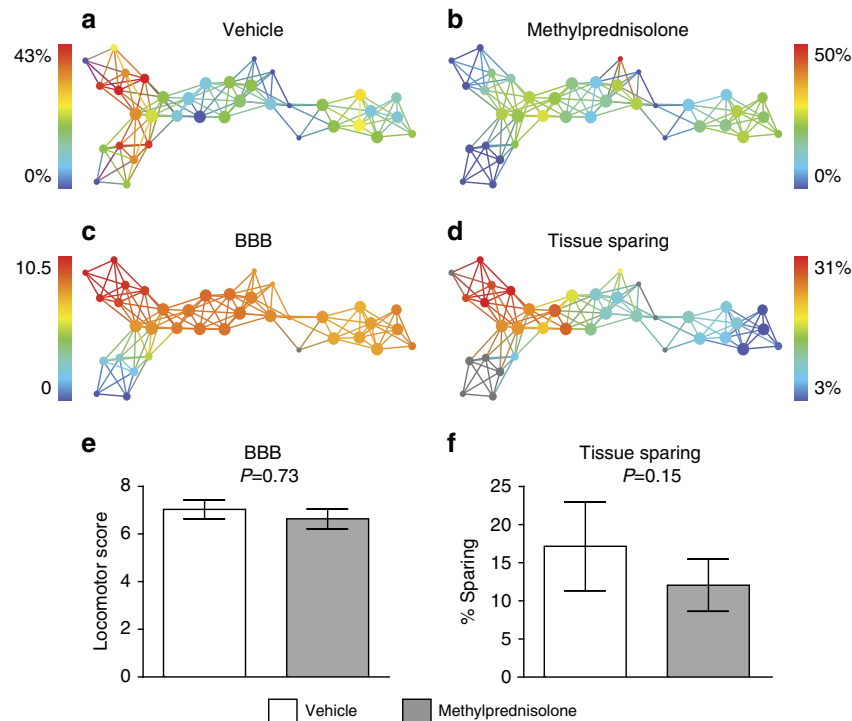 a
Vehicle
43%
0%
b
Methylprednisolone
50%
0%
c
BBB
10.5
0
d
Tissue sparing
31%
3%
e
BBB
P=0.73
Locomotor score
8
6
4
2
0
f
Tissue sparing
P=0.15
% Sparing
25
20
15
10
5
0
Vehicle
Methylprednisolone